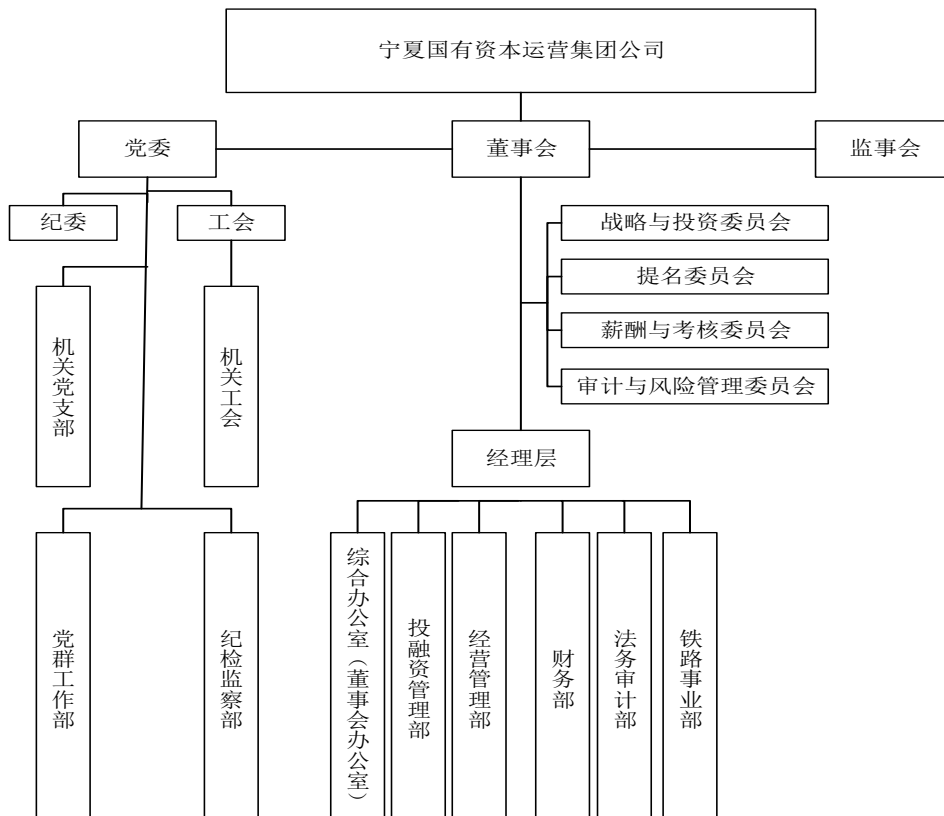 宁夏国有资本运营集团公司
党委
董事会
监事会
纪委
工会
战略与投资委员会
提名委员会
薪酬与考核委员会
审计与风险管理委员会
机关党支部
机关工会
经理层
党群工作部
纪检监察部
综合办公室（董事会办公室）
投融资管理部
经营管理部
财务部
法务审计部
铁路事业部